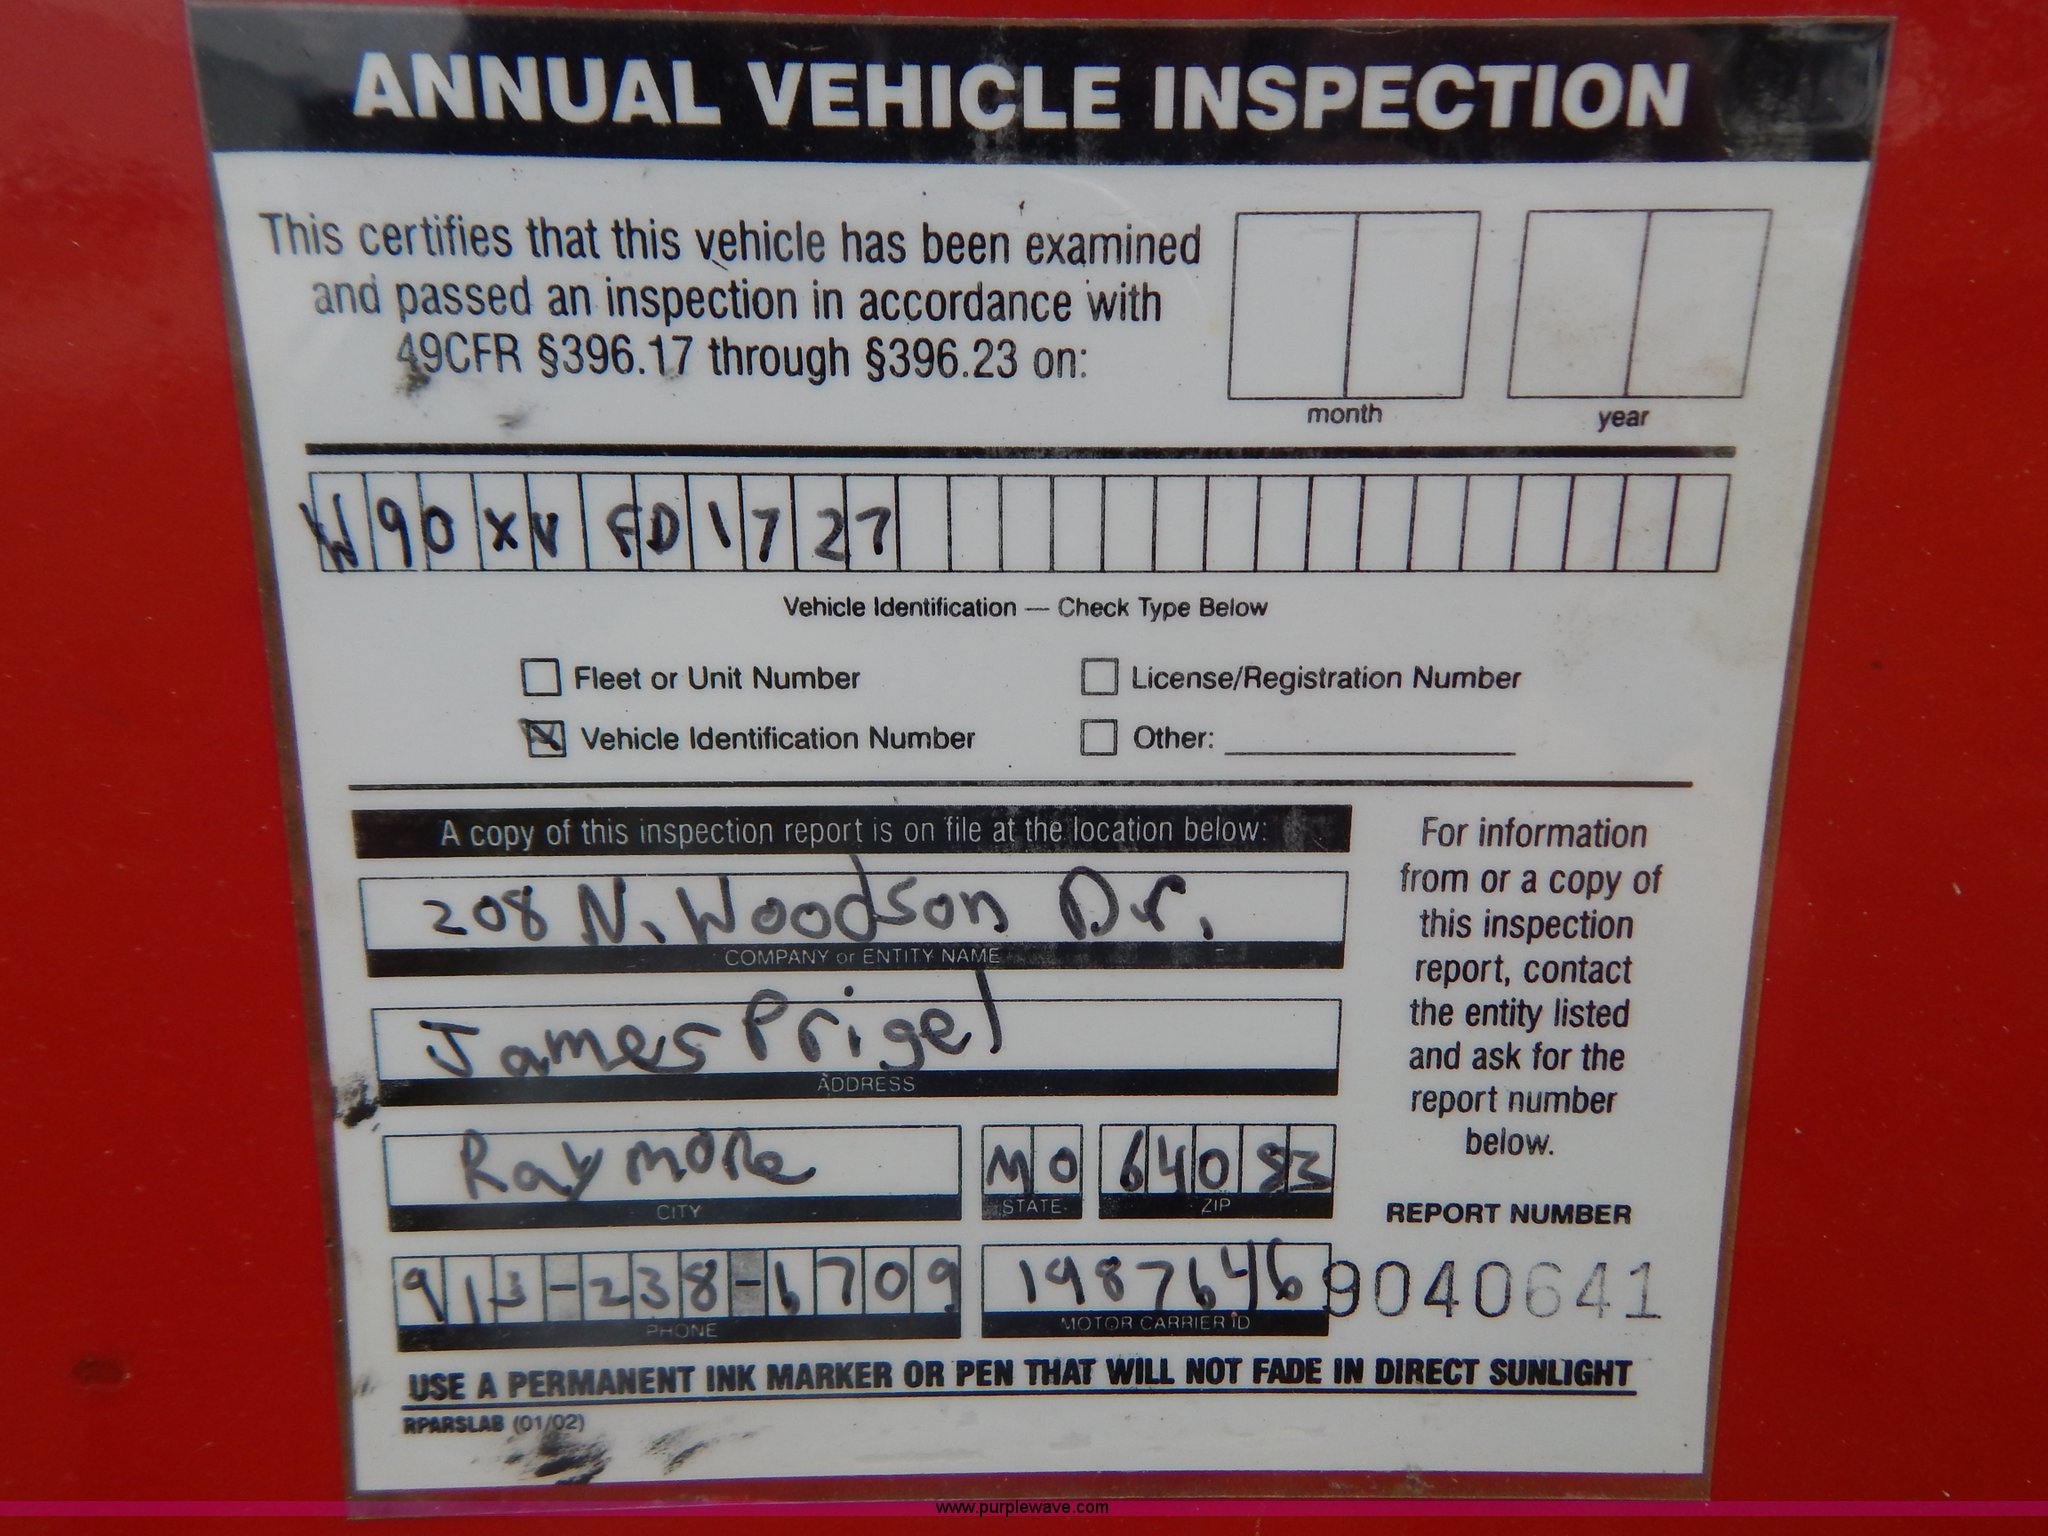 ANNUAL VEHICLE INSPECTION
This certifies that this vehicle has been examined
and passed an inspection in accordance with
49CFR §396.17 through §396.23 on:
month year
W90XVFD1727
Vehicle Identification — Check Type Below
Fleet or Unit Number
License/Registration Number
Vehicle Identification Number
Other:
A copy of this inspection report is on file at the location below:
208 N. Woodson Dr.
COMPANY or ENTITY NAME
James Prigel
ADDRESS
Raymore MO 64083
CITY STATE ZIP
913-238-6709 1987646
PHONE MOTOR CARRIER ID
For information
from or a copy of
this inspection
report, contact
the entity listed
and ask for the
report number
below.
REPORT NUMBER
9040641
USE A PERMANENT INK MARKER OR PEN THAT WILL NOT FADE IN DIRECT SUNLIGHT
RPARSLAB (01/02)
www.purplewave.com